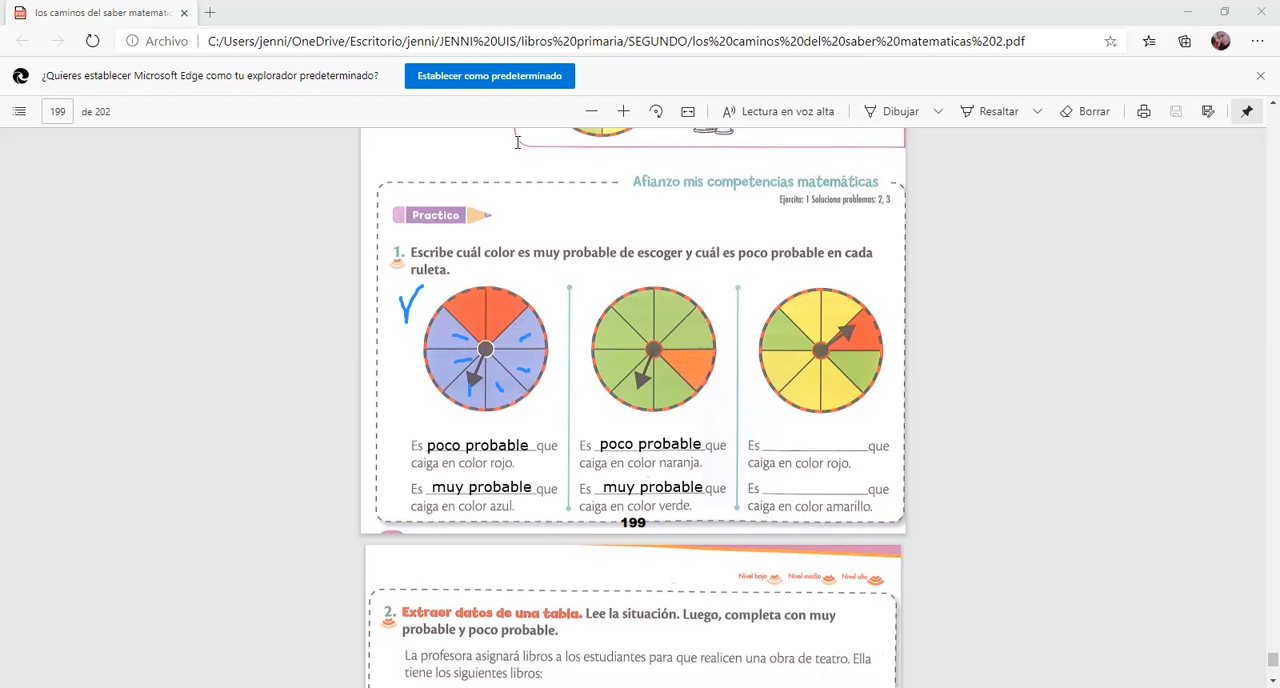 los caminos del saber matemati
Archivo
C:/Users/jenni/OneDrive/Escritorio/jenni/JENNI%20UIS/libros%20primaria/SEGUNDO/los%20caminos%20del%20saber%20matematicas%202.pdf
¿Quieres establecer Microsoft Edge como tu explorador predeterminado?
Establecer como predeterminado
199
de 202
Lectura en voz alta
Dibujar
Resaltar
Borrar
Afianzo mis competencias matemáticas
Ejercita: 1 Soluciona problemas: 2, 3
Practico
1. Escribe cuál color es muy probable de escoger y cuál es poco probable en cada
ruleta.
Es poco probable que
caiga en color rojo.
Es muy probable que
caiga en color azul.
Es poco probable que
caiga en color naranja.
Es muy probable que
caiga en color verde.
Es ____________ que
caiga en color rojo.
Es ____________ que
caiga en color amarillo.
199
Nivel bajo Nivel medio Nivel alto
2. Extraer datos de una tabla. Lee la situación. Luego, completa con muy
probable y poco probable.
La profesora asignará libros a los estudiantes para que realicen una obra de teatro. Ella
tiene los siguientes libros: